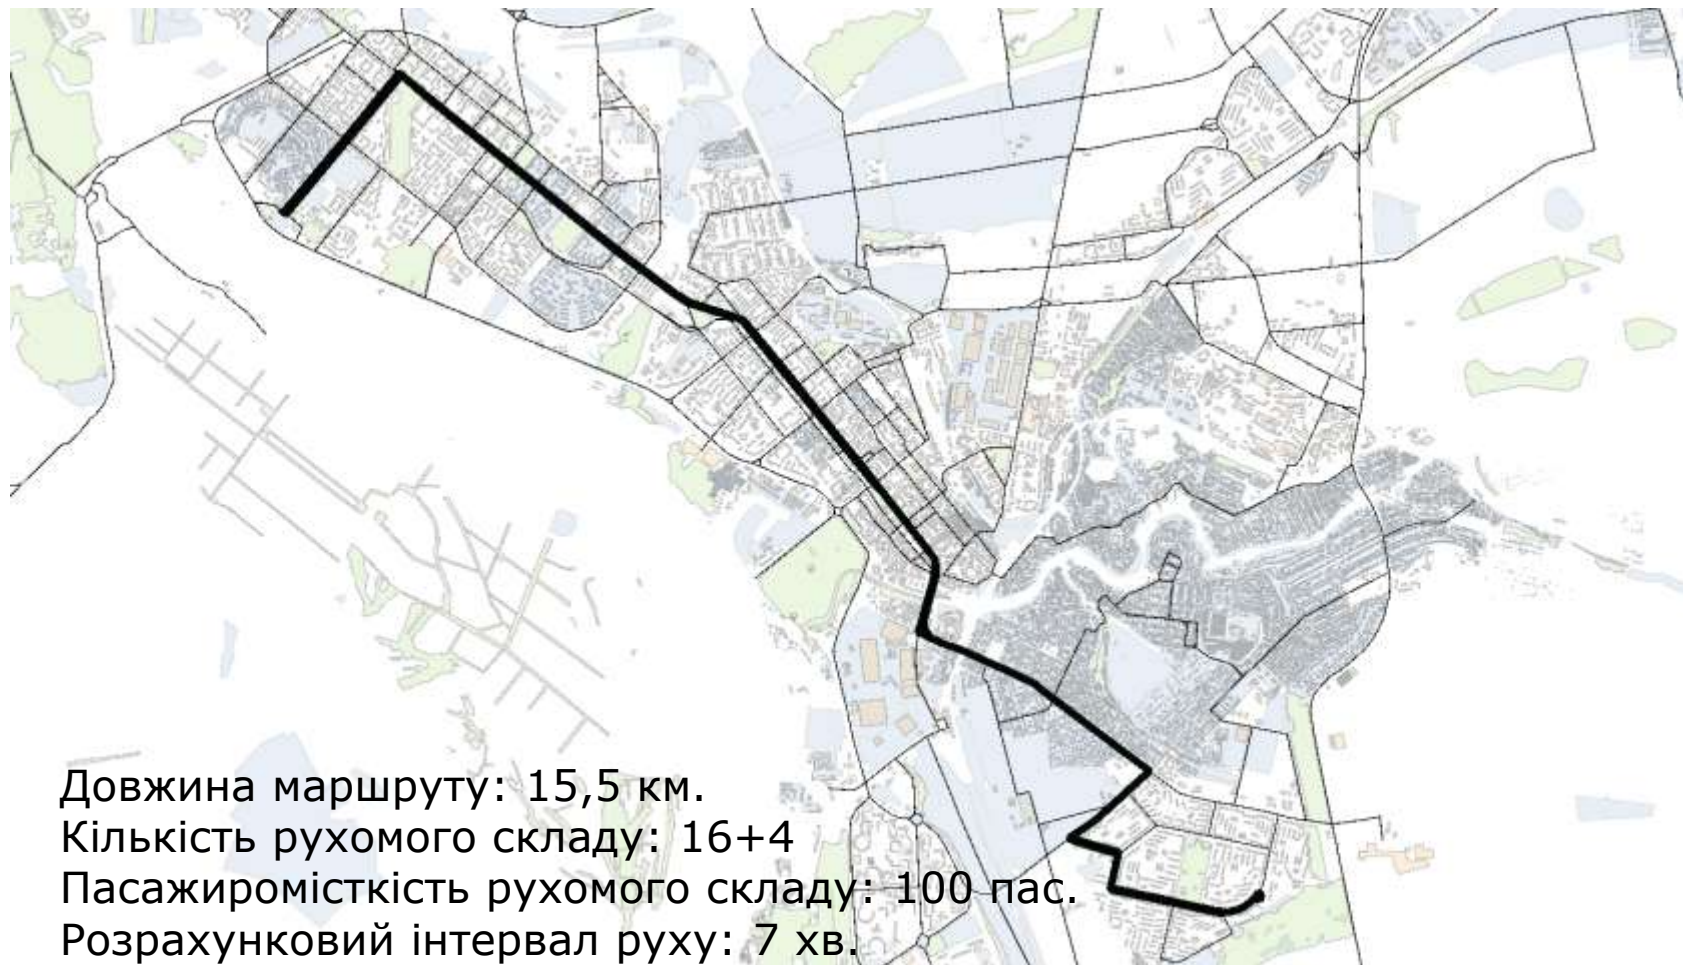 Довжина маршруту: 15,5 км.
Кількість рухомого складу: 16+4
Пасажиромісткість рухомого складу: 100 пас.
Розрахунковий інтервал руху: 7 хв.